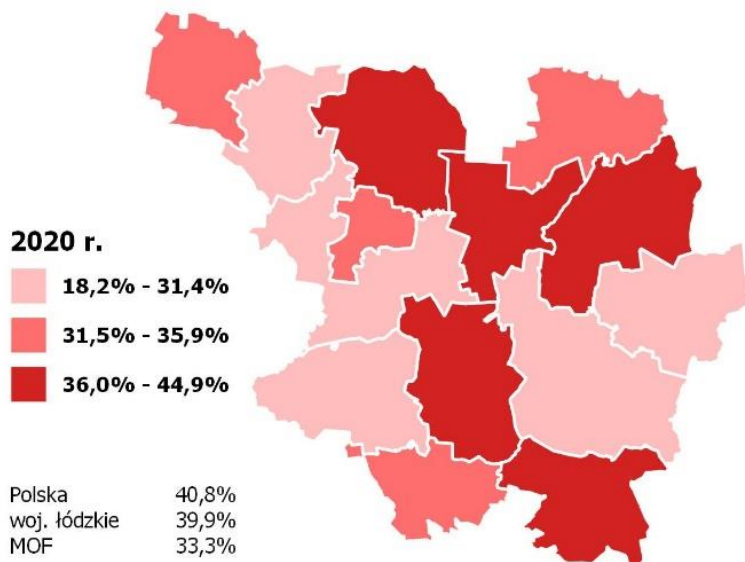 2020 r.
18,2% - 31,4%
31,5% - 35,9%
36,0% - 44,9%
Polska 40,8%
woj. łódzkie 39,9%
MOF 33,3%